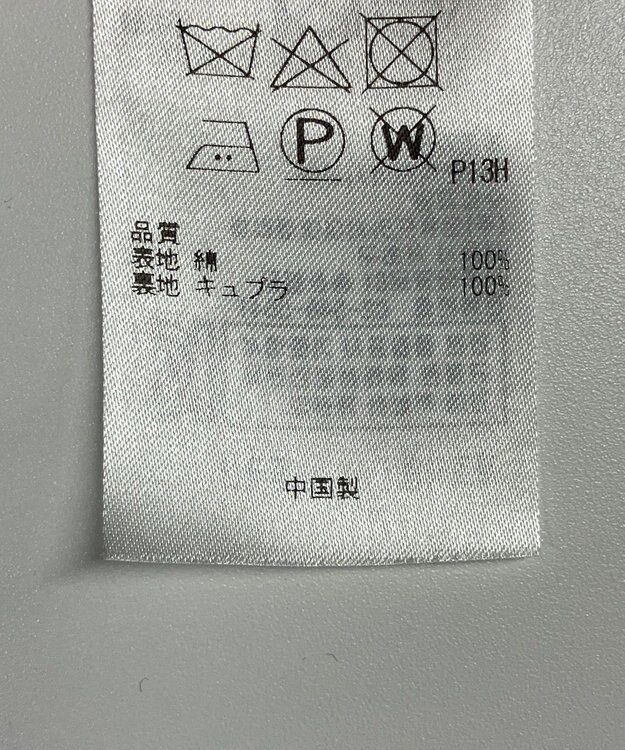 P
W
P13H
品質
表地 綿 100%
裏地 キュプラ 100%
中国製